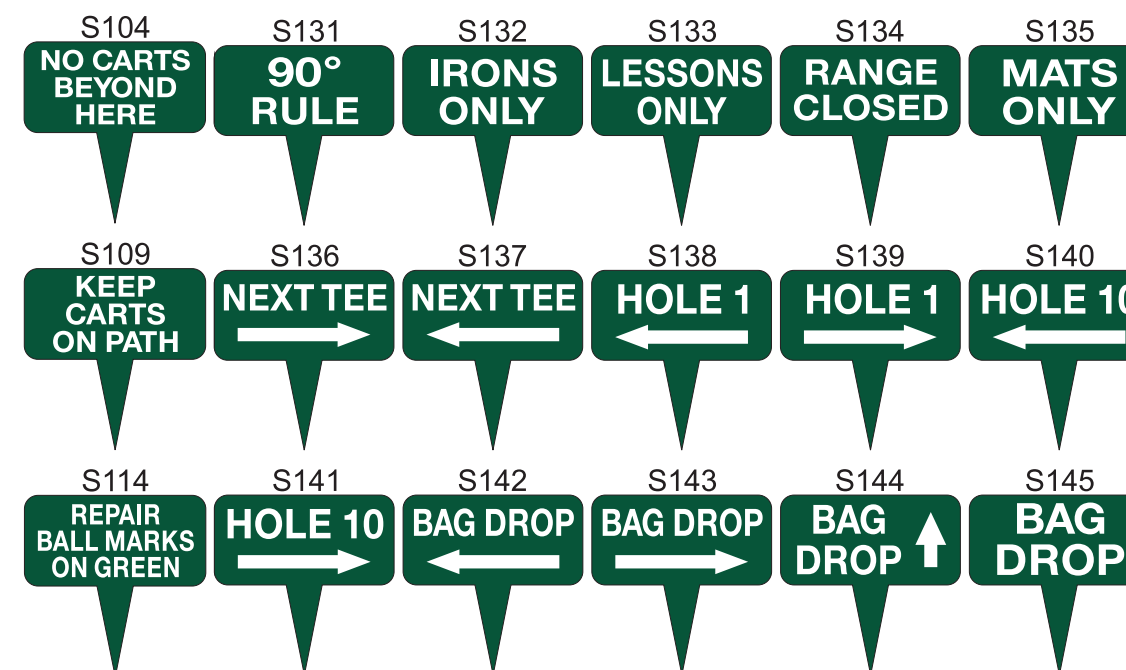 S104
NO CARTS
BEYOND
HERE
S131
90°
RULE
S132
IRONS
ONLY
S133
LESSONS
ONLY
S134
RANGE
CLOSED
S135
MATS
ONLY
S109
KEEP
CARTS
ON PATH
S136
NEXT TEE
S137
NEXT TEE
S138
HOLE 1
S139
HOLE 1
S140
HOLE 10
S114
REPAIR
BALL MARKS
ON GREEN
S141
HOLE 10
S142
BAG DROP
S143
BAG DROP
S144
BAG
DROP
S145
BAG
DROP